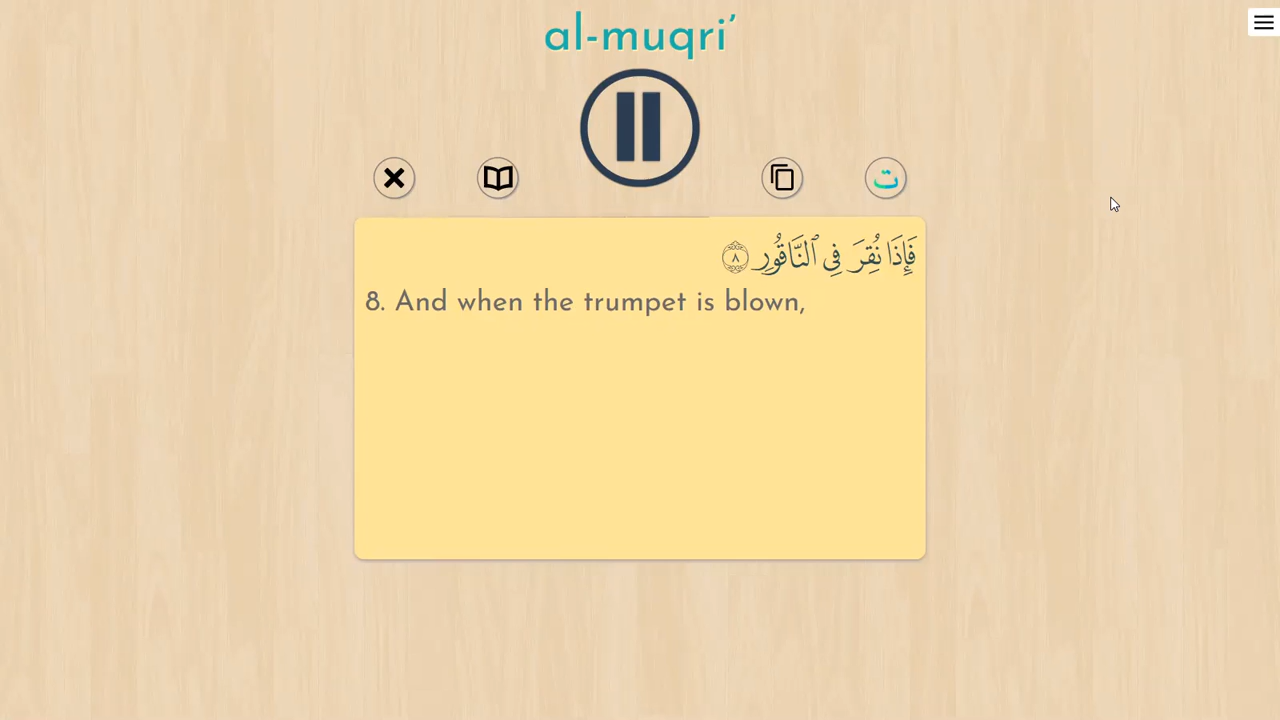 al-muqri’
ت
فَإِذَا نُقِرَ فِي ٱلنَّاقُورِ ٨
8. And when the trumpet is blown,